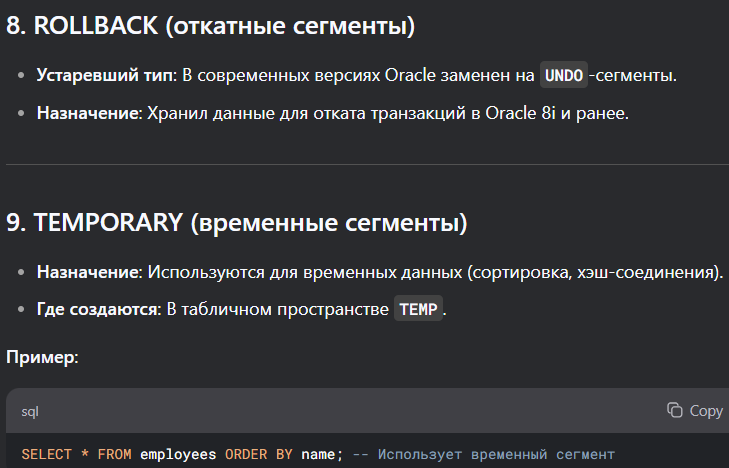 8. ROLLBACK (откатные сегменты)
• Устаревший тип: В современных версиях Oracle заменен на UNDO-сегменты.
• Назначение: Хранил данные для отката транзакций в Oracle 8i и ранее.
9. TEMPORARY (временные сегменты)
• Назначение: Используются для временных данных (сортировка, хэш-соединения).
• Где создаются: В табличном пространстве TEMP.
Пример:
sql Copy
SELECT * FROM employees ORDER BY name; -- Использует временный сегмент